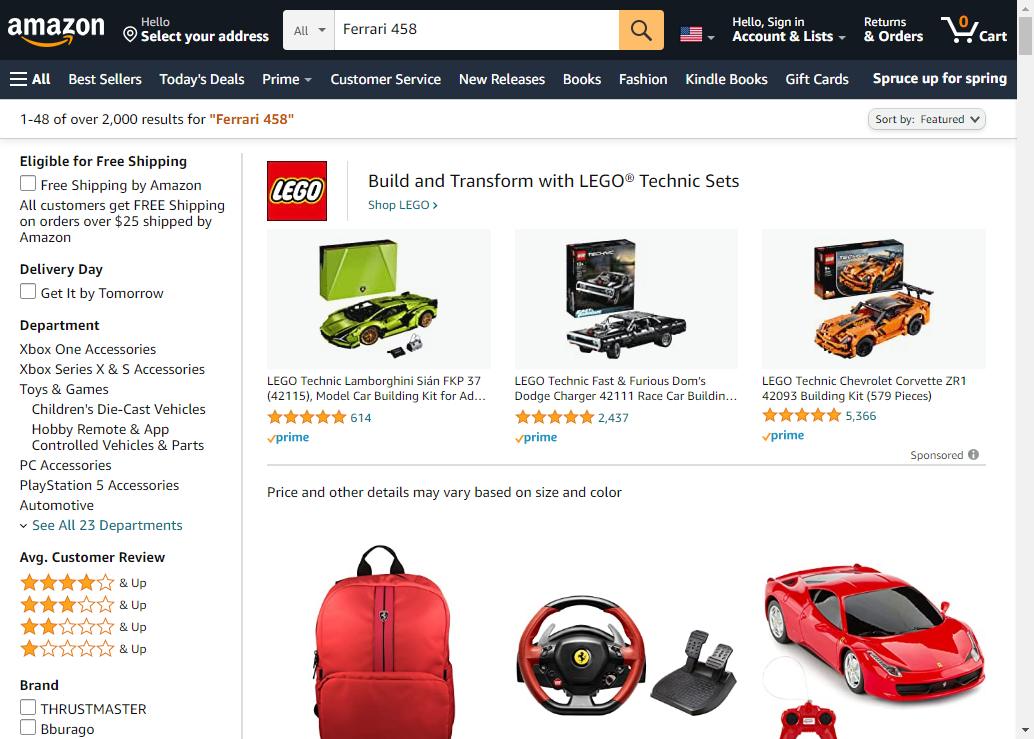 amazon
Hello
Select your address
All
Ferrari 458
Hello, Sign in
Account & Lists
Returns
& Orders
0
Cart
All
Best Sellers
Today's Deals
Prime
Customer Service
New Releases
Books
Fashion
Kindle Books
Gift Cards
Spruce up for spring
1-48 of over 2,000 results for "Ferrari 458"
Sort by: Featured
Eligible for Free Shipping
Free Shipping by Amazon
All customers get FREE Shipping
on orders over $25 shipped by
Amazon
Delivery Day
Get It by Tomorrow
Department
Xbox One Accessories
Xbox Series X & S Accessories
Toys & Games
Children's Die-Cast Vehicles
Hobby Remote & App
Controlled Vehicles & Parts
PC Accessories
PlayStation 5 Accessories
Automotive
See All 23 Departments
Avg. Customer Review
& Up
& Up
& Up
& Up
Brand
THRUSTMASTER
Bburago
LEGO
Build and Transform with LEGO® Technic Sets
Shop LEGO ›
LEGO Technic Lamborghini Sián FKP 37
(42115), Model Car Building Kit for Ad…
614
prime
TECHNIC
LEGO Technic Fast & Furious Dom's
Dodge Charger 42111 Race Car Buildin…
2,437
prime
TECHNIC
LEGO Technic Chevrolet Corvette ZR1
42093 Building Kit (579 Pieces)
5,366
prime
Sponsored
Price and other details may vary based on size and color